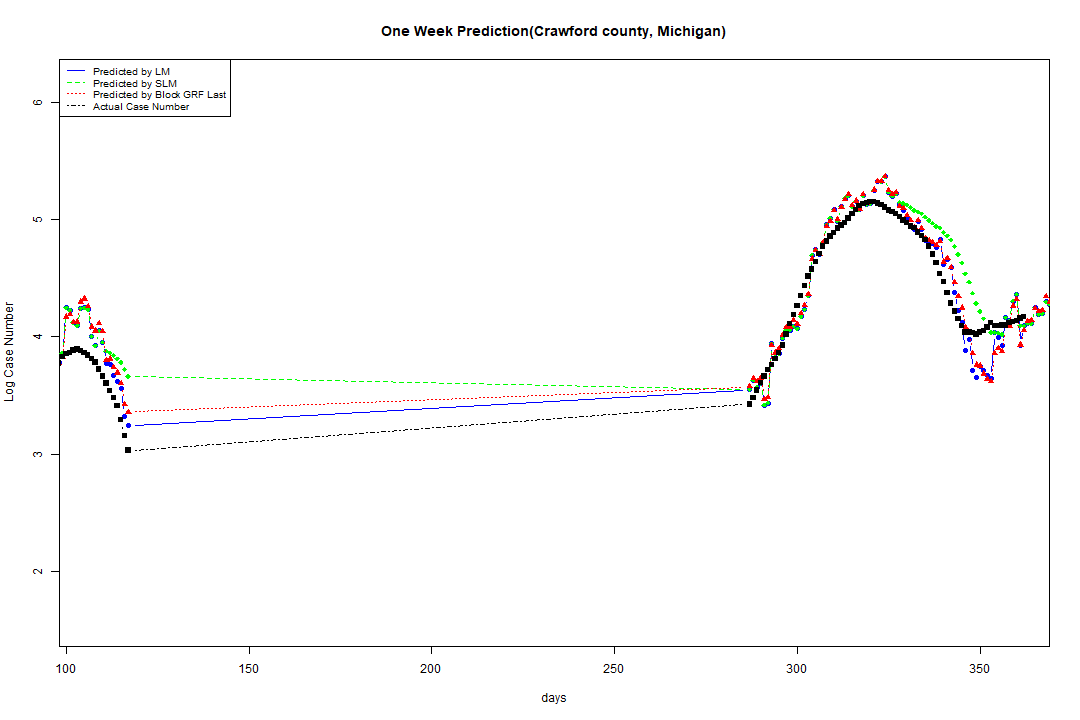 One Week Prediction(Crawford county, Michigan)
Predicted by LM
Predicted by SLM
Predicted by Block GRF Last
Actual Case Number
6
5
4
3
2
Log Case Number
100
150
200
250
300
350
days